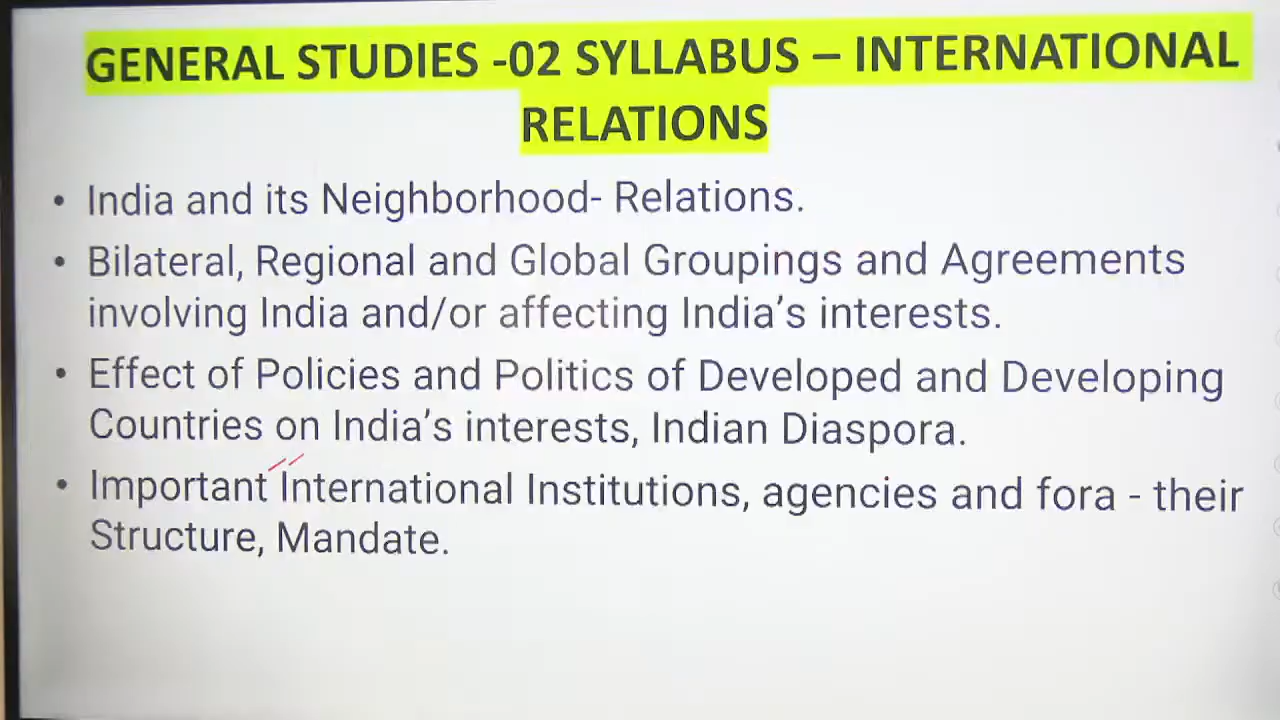 GENERAL STUDIES -02 SYLLABUS – INTERNATIONAL
RELATIONS
• India and its Neighborhood- Relations.
• Bilateral, Regional and Global Groupings and Agreements
involving India and/or affecting India’s interests.
• Effect of Policies and Politics of Developed and Developing
Countries on India’s interests, Indian Diaspora.
• Important International Institutions, agencies and fora - their
Structure, Mandate.